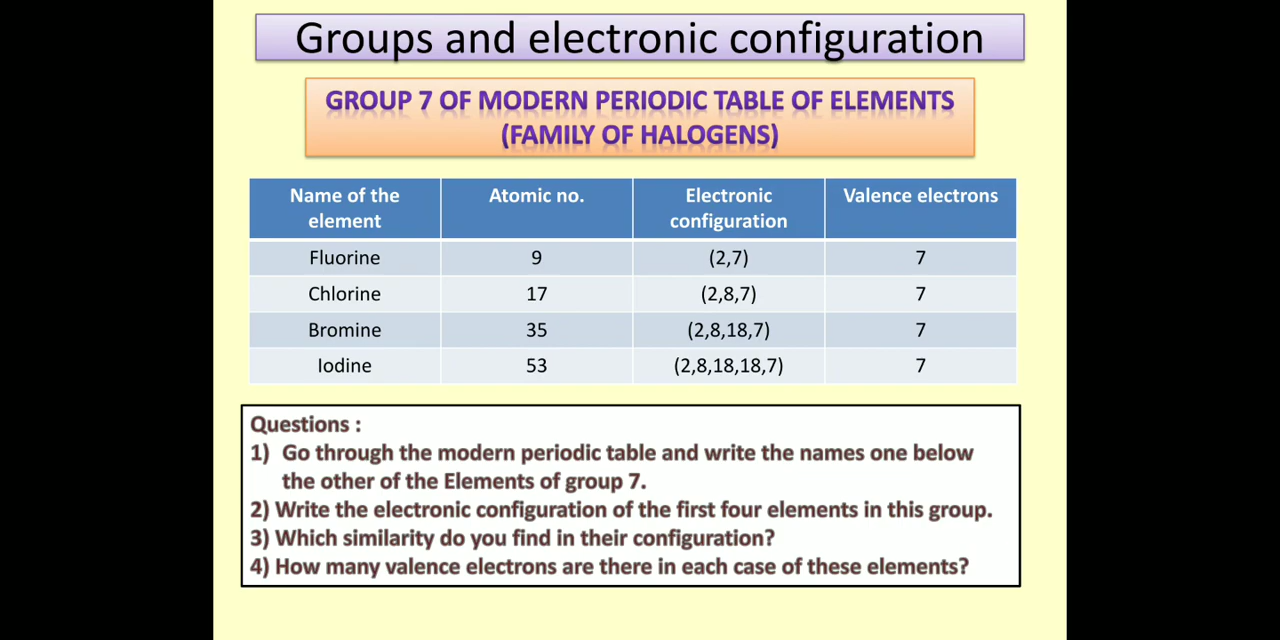 Groups and electronic configuration
GROUP 7 OF MODERN PERIODIC TABLE OF ELEMENTS
(FAMILY OF HALOGENS)
Name of the element Atomic no. Electronic configuration Valence electrons
Fluorine 9 (2,7) 7
Chlorine 17 (2,8,7) 7
Bromine 35 (2,8,18,7) 7
Iodine 53 (2,8,18,18,7) 7
Questions :
1) Go through the modern periodic table and write the names one below
the other of the Elements of group 7.
2) Write the electronic configuration of the first four elements in this group.
3) Which similarity do you find in their configuration?
4) How many valence electrons are there in each case of these elements?